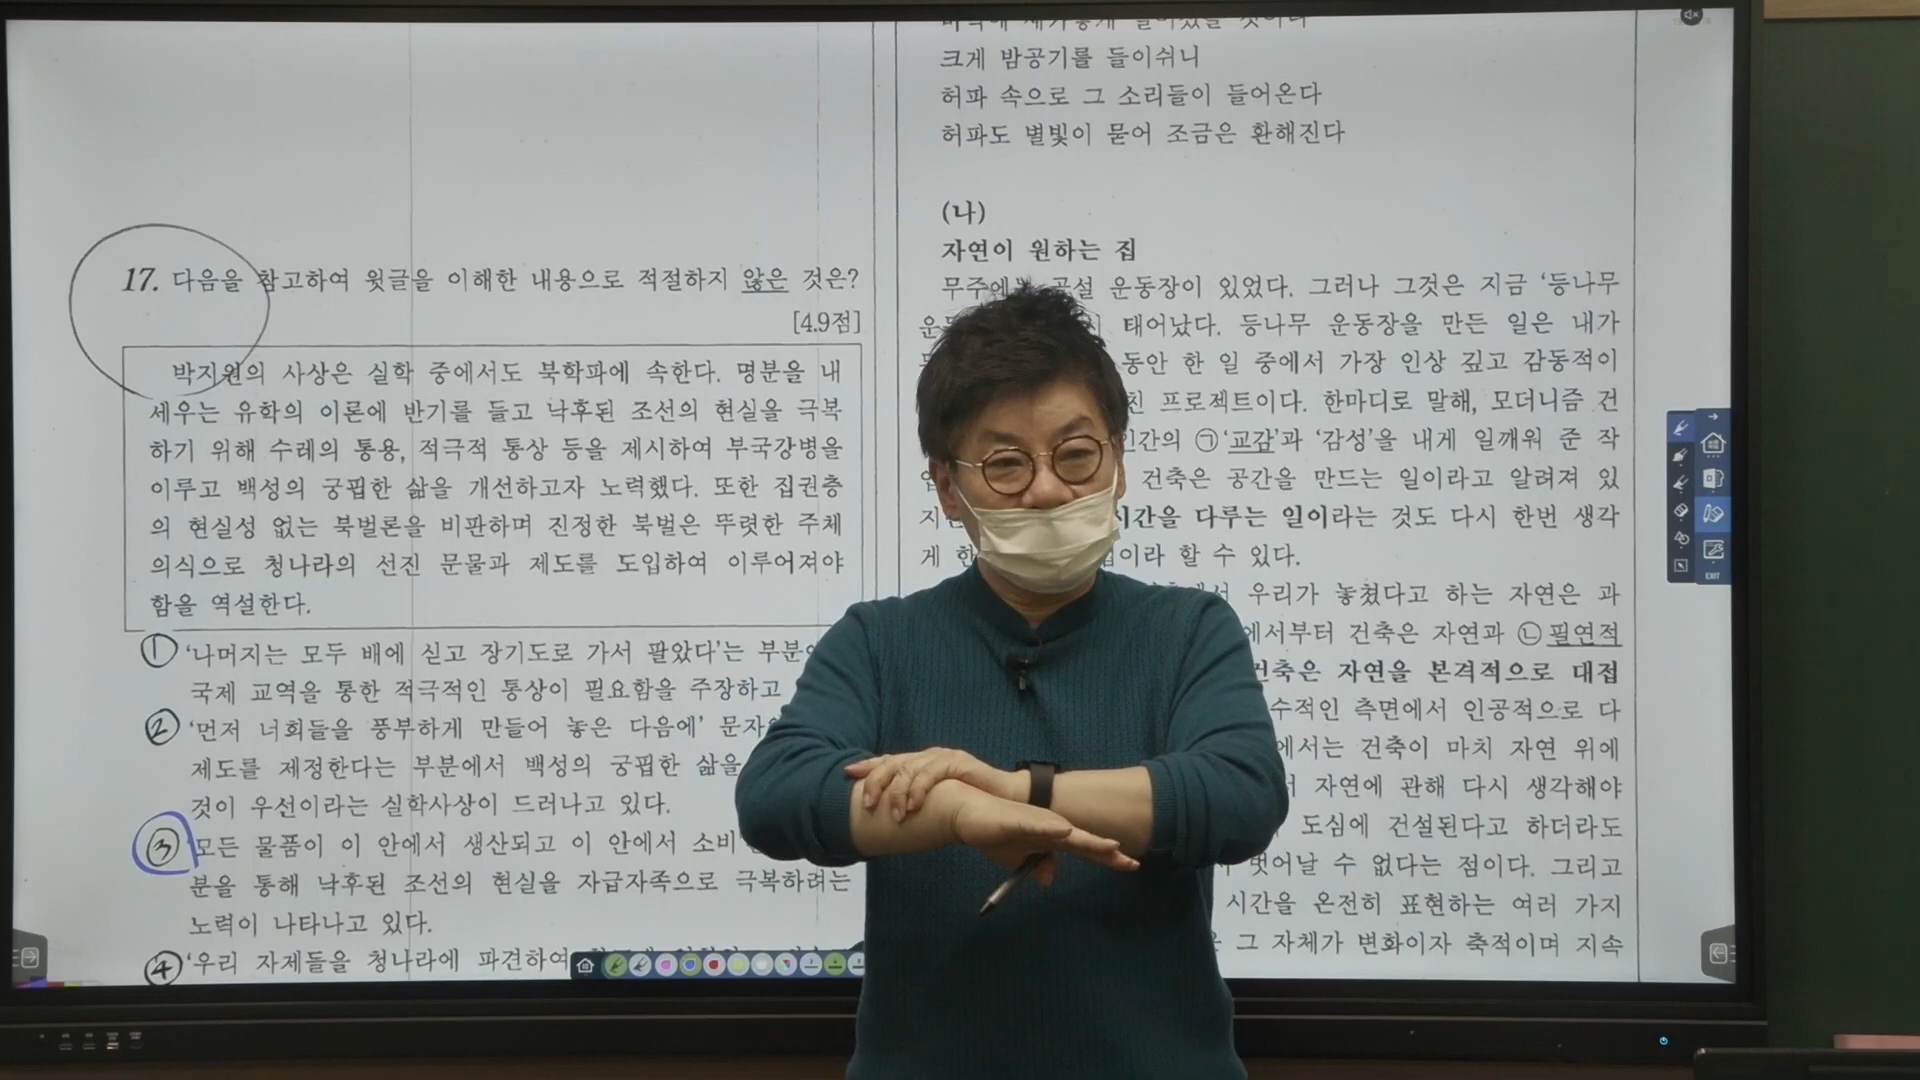 17. 다음을 참고하여 윗글을 이해한 내용으로 적절하지 않은 것은?
[4.9점]
박지원의 사상은 실학 중에서도 북학파에 속한다. 명분을 내
세우는 유학의 이론에 반기를 들고 낙후된 조선의 현실을 극복
하기 위해 수레의 통용, 적극적 통상 등을 제시하여 부국강병을
이루고 백성의 궁핍한 삶을 개선하고자 노력했다. 또한 집권층
의 현실성 없는 북벌론을 비판하며 진정한 북벌은 뚜렷한 주체
의식으로 청나라의 선진 문물과 제도를 도입하여 이루어져야
함을 역설한다.
① ‘나머지는 모두 배에 싣고 장기도로 가서 팔았다’는
국제 교역을 통한 적극적인 통상이 필요함을 주장하고
② ‘먼저 너희들을 풍부하게 만들어 놓은 다음에’
제도를 제정한다는 부분에서 백성의 궁핍한 삶을
것이 우선이라는 실학사상이 드러나고 있다.
③ 모든 물품이 이 안에서 생산되고 이 안에서
분을 통해 낙후된 조선의 현실을 자급자족으로 극복하려는
노력이 나타나고 있다.
④ ‘우리 자제들을 청나라에 파견하여
크게 밤공기를 들이쉬니
허파 속으로 그 소리들이 들어온다
허파도 별빛이 묻어 조금은 환해진다
(나)
자연이 원하는 집
운동장이 있었다. 그러나 그것은 지금 ‘등나무
태어났다. 등나무 운동장을 만든 일은 내가
동안 한 일 중에서 가장 인상 깊고 감동적이
프로젝트이다. 한마디로 말해, 모더니즘 건
㉠ ‘교감’과 ‘감성’을 내게 일깨워 준 작
건축은 공간을 만드는 일이라고 알려져 있
다루는 일이라는 것도 다시 한번 생각
게 할 수 있다.
우리가 놓쳤다고 하는 자연은 과
건축은 자연과 ㉡ 필연적
자연을 본격적으로 대접
측면에서 인공적으로 다
건축이 마치 자연 위에
자연에 관해 다시 생각해야
도심에 건설된다고 하더라도
벗어날 수 없다는 점이다. 그리고
시간을 온전히 표현하는 여러 가지
그 자체가 변화이자 축적이며 지속
EXIT